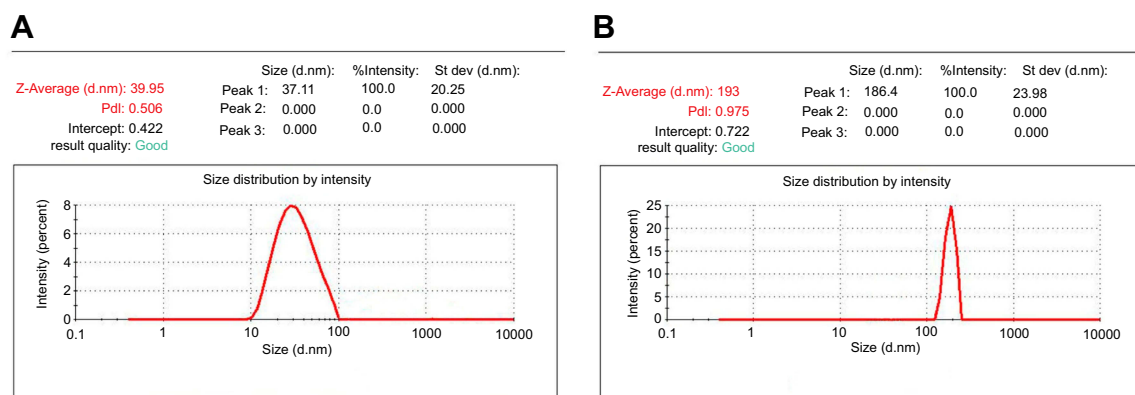 A
Size (d.nm): %Intensity: St dev (d.nm):
Z-Average (d.nm): 39.95 Peak 1: 37.11 100.0 20.25
PdI: 0.506 Peak 2: 0.000 0.0 0.000
Intercept: 0.422 Peak 3: 0.000 0.0 0.000
result quality: Good
Size distribution by intensity
Intensity (percent)
8
6
4
2
0
0.1 1 10 100 1000 10000
Size (d.nm)
B
Size (d.nm): %Intensity: St dev (d.nm):
Z-Average (d.nm): 193 Peak 1: 186.4 100.0 23.98
PdI: 0.975 Peak 2: 0.000 0.0 0.000
Intercept: 0.722 Peak 3: 0.000 0.0 0.000
result quality: Good
Size distribution by intensity
Intensity (percent)
25
20
15
10
5
0
0.1 1 10 100 1000 10000
Size (d.nm)